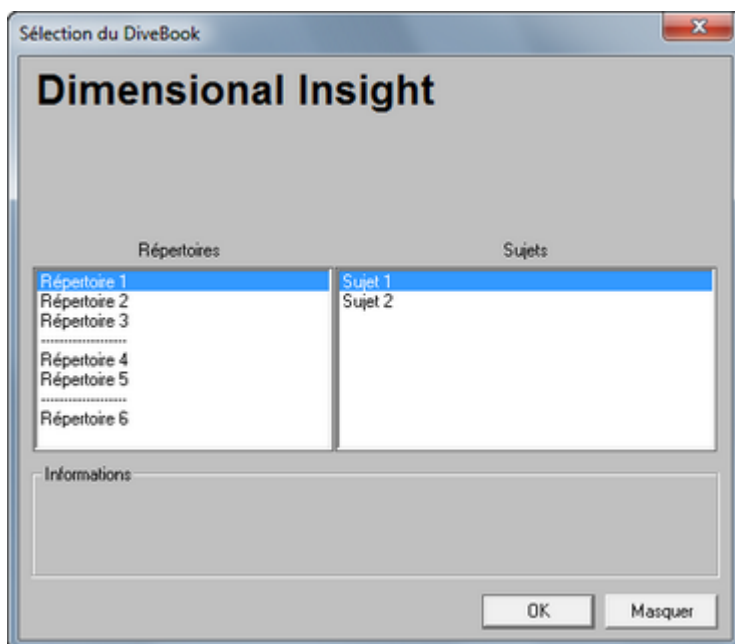 Sélection du DiveBook
Dimensional Insight
Répertoires
Sujets
Répertoire 1
Répertoire 2
Répertoire 3
--------------------
Répertoire 4
Répertoire 5
--------------------
Répertoire 6
Sujet 1
Sujet 2
Informations
OK
Masquer